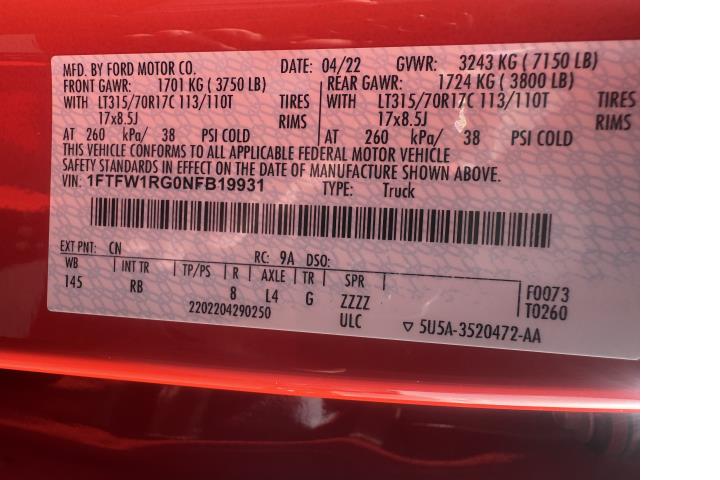 MFD. BY FORD MOTOR CO. DATE: 04/22 GVWR: 3243 KG (7150 LB)
FRONT GAWR: 1701 KG (3750 LB) REAR GAWR: 1724 KG (3800 LB)
WITH LT315/70R17C 113/110T TIRES WITH LT315/70R17C 113/110T TIRES
17x8.5J RIMS 17x8.5J RIMS
AT 260 kPa/ 38 PSI COLD AT 260 kPa/ 38 PSI COLD
THIS VEHICLE CONFORMS TO ALL APPLICABLE FEDERAL MOTOR VEHICLE
SAFETY STANDARDS IN EFFECT ON THE DATE OF MANUFACTURE SHOWN ABOVE.
VIN: 1FTFW1RG0NFB19931 TYPE: Truck
EXT PNT: CN RC: 9A DSO:
WB INT TR TP/PS R AXLE TR SPR
145 RB 8 L4 G ZZZZ F0073
2202204290250 ULC T0260
▽ 5U5A-3520472-AA